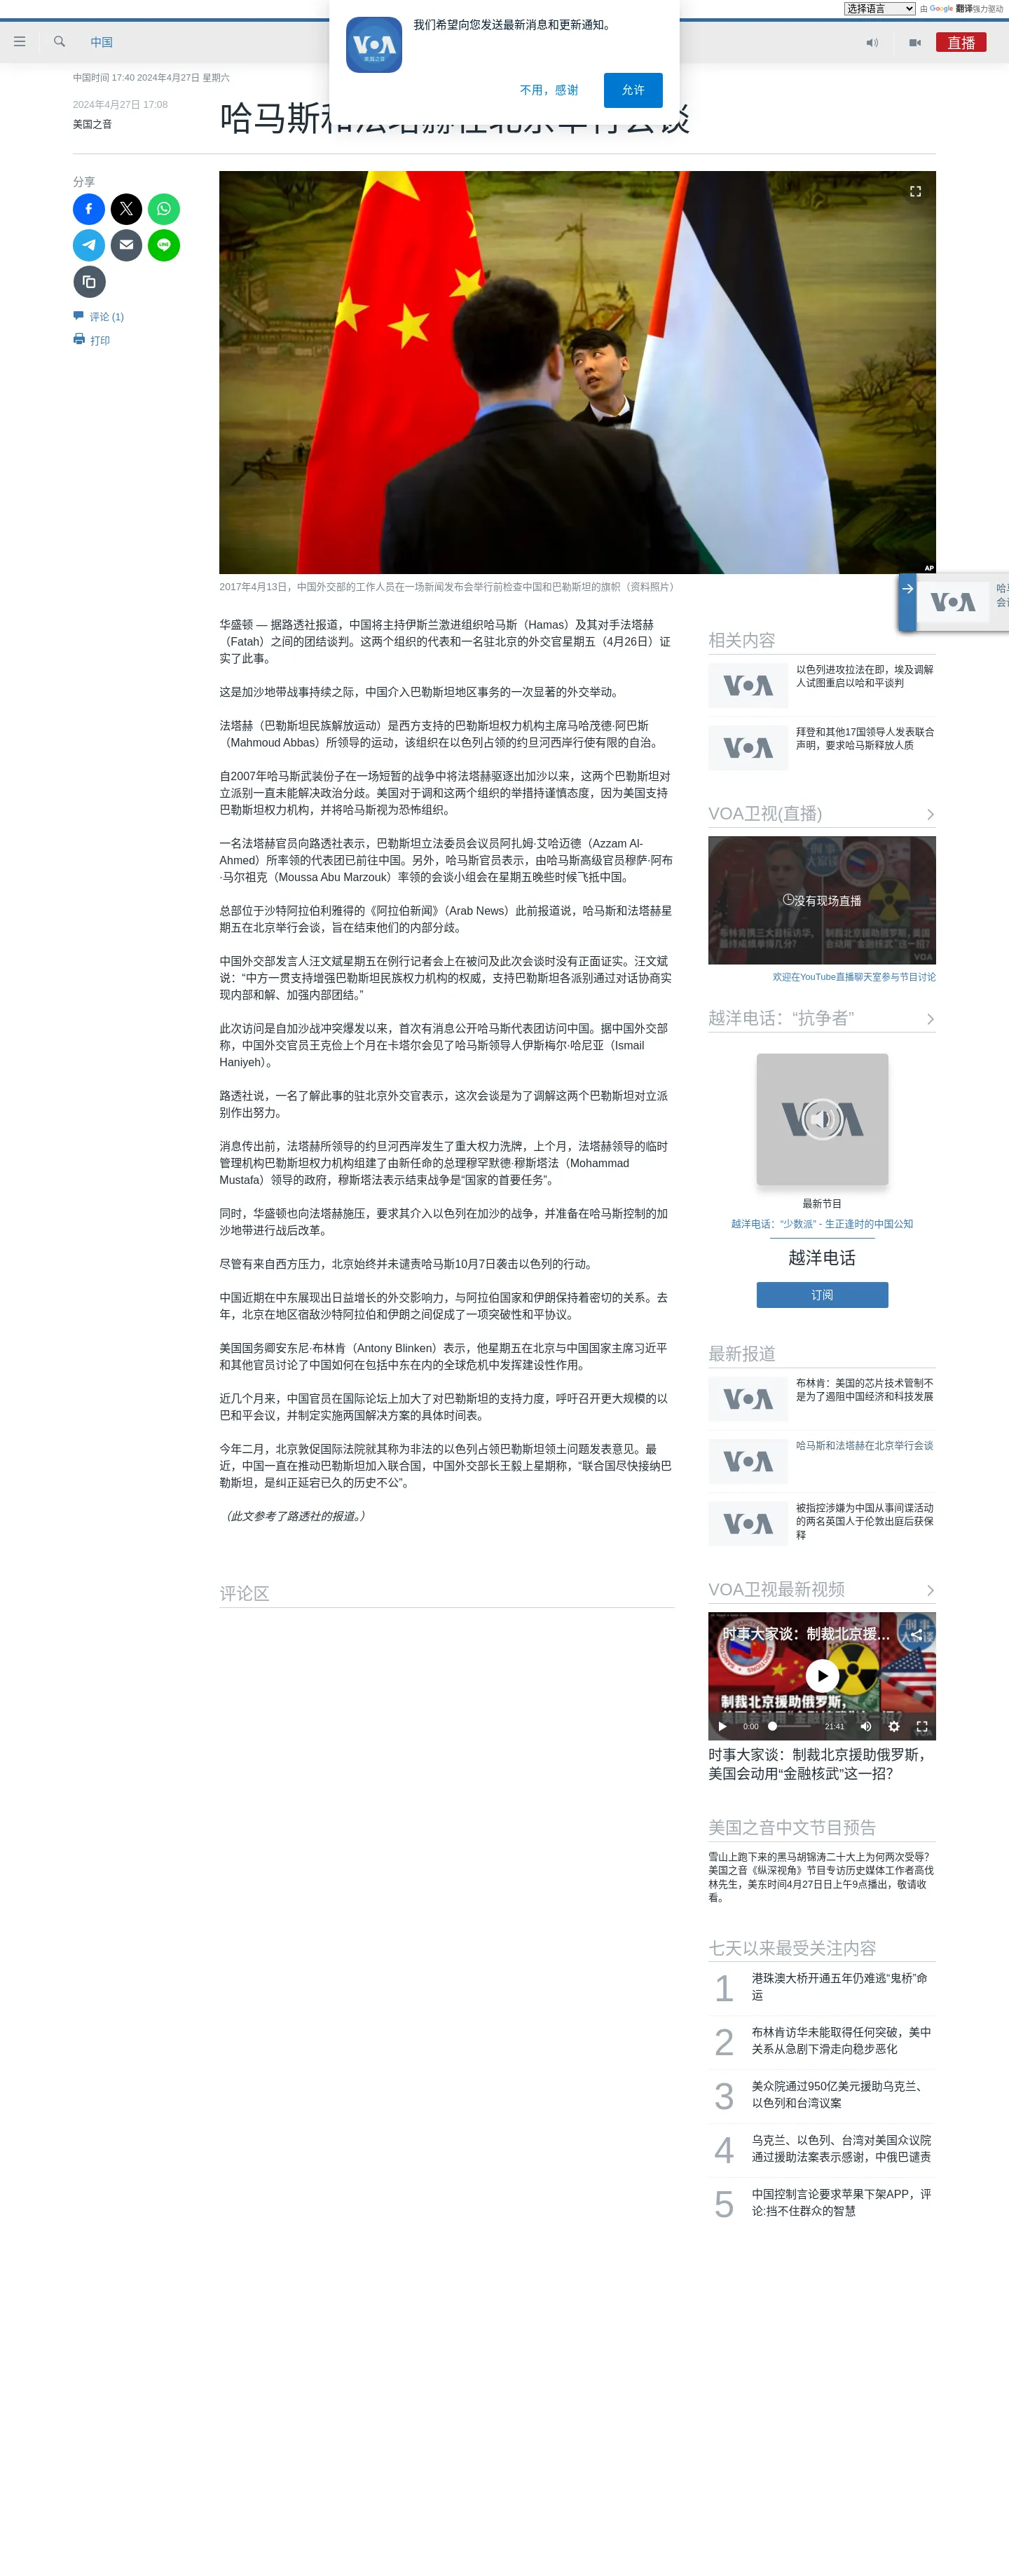 选择语言
由 Google 翻译强力驱动
我们希望向您发送最新消息和更新通知。
不用，感谢
允许
VOA
美国之音
中国
直播
中国时间 17:40 2024年4月27日 星期六
2024年4月27日 17:08
美国之音
哈马斯和法塔赫在北京举行会谈
分享
评论 (1)
打印
AP
2017年4月13日，中国外交部的工作人员在一场新闻发布会举行前检查中国和巴勒斯坦的旗帜（资料照片）
华盛顿 — 据路透社报道，中国将主持伊斯兰激进组织哈马斯（Hamas）及其对手法塔赫
（Fatah）之间的团结谈判。这两个组织的代表和一名驻北京的外交官星期五（4月26日）证
实了此事。
这是加沙地带战事持续之际，中国介入巴勒斯坦地区事务的一次显著的外交举动。
法塔赫（巴勒斯坦民族解放运动）是西方支持的巴勒斯坦权力机构主席马哈茂德·阿巴斯
（Mahmoud Abbas）所领导的运动，该组织在以色列占领的约旦河西岸行使有限的自治。
自2007年哈马斯武装份子在一场短暂的战争中将法塔赫驱逐出加沙以来，这两个巴勒斯坦对
立派别一直未能解决政治分歧。美国对于调和这两个组织的举措持谨慎态度，因为美国支持
巴勒斯坦权力机构，并将哈马斯视为恐怖组织。
一名法塔赫官员向路透社表示，巴勒斯坦立法委员会议员阿扎姆·艾哈迈德（Azzam Al-
Ahmed）所率领的代表团已前往中国。另外，哈马斯官员表示，由哈马斯高级官员穆萨·阿布
·马尔祖克（Moussa Abu Marzouk）率领的会谈小组会在星期五晚些时候飞抵中国。
总部位于沙特阿拉伯利雅得的《阿拉伯新闻》（Arab News）此前报道说，哈马斯和法塔赫星
期五在北京举行会谈，旨在结束他们的内部分歧。
中国外交部发言人汪文斌星期五在例行记者会上在被问及此次会谈时没有正面证实。汪文斌
说：“中方一贯支持增强巴勒斯坦民族权力机构的权威，支持巴勒斯坦各派别通过对话协商实
现内部和解、加强内部团结。”
此次访问是自加沙战冲突爆发以来，首次有消息公开哈马斯代表团访问中国。据中国外交部
称，中国外交官员王克俭上个月在卡塔尔会见了哈马斯领导人伊斯梅尔·哈尼亚（Ismail
Haniyeh）。
路透社说，一名了解此事的驻北京外交官表示，这次会谈是为了调解这两个巴勒斯坦对立派
别作出努力。
消息传出前，法塔赫所领导的约旦河西岸发生了重大权力洗牌，上个月，法塔赫领导的临时
管理机构巴勒斯坦权力机构组建了由新任命的总理穆罕默德·穆斯塔法（Mohammad
Mustafa）领导的政府，穆斯塔法表示结束战争是“国家的首要任务”。
同时，华盛顿也向法塔赫施压，要求其介入以色列在加沙的战争，并准备在哈马斯控制的加
沙地带进行战后改革。
尽管有来自西方压力，北京始终并未谴责哈马斯10月7日袭击以色列的行动。
中国近期在中东展现出日益增长的外交影响力，与阿拉伯国家和伊朗保持着密切的关系。去
年，北京在地区宿敌沙特阿拉伯和伊朗之间促成了一项突破性和平协议。
美国国务卿安东尼·布林肯（Antony Blinken）表示，他星期五在北京与中国国家主席习近平
和其他官员讨论了中国如何在包括中东在内的全球危机中发挥建设性作用。
近几个月来，中国官员在国际论坛上加大了对巴勒斯坦的支持力度，呼吁召开更大规模的以
巴和平会议，并制定实施两国解决方案的具体时间表。
今年二月，北京敦促国际法院就其称为非法的以色列占领巴勒斯坦领土问题发表意见。最
近，中国一直在推动巴勒斯坦加入联合国，中国外交部长王毅上星期称，“联合国尽快接纳巴
勒斯坦，是纠正延宕已久的历史不公”。
（此文参考了路透社的报道。）
评论区
相关内容
VOA
以色列进攻拉法在即，埃及调解
人试图重启以哈和平谈判
VOA
拜登和其他17国领导人发表联合
声明，要求哈马斯释放人质
VOA卫视(直播)
没有现场直播
欢迎在YouTube直播聊天室参与节目讨论
越洋电话：“抗争者”
VOA
最新节目
越洋电话：“少数派” - 生正逢时的中国公知
越洋电话
订阅
最新报道
VOA
布林肯：美国的芯片技术管制不
是为了遏阻中国经济和科技发展
VOA
哈马斯和法塔赫在北京举行会谈
VOA
被指控涉嫌为中国从事间谍活动
的两名英国人于伦敦出庭后获保
释
VOA卫视最新视频
时事大家谈：制裁北京援…
制裁北京援助俄罗斯，
0:00
21:41
时事大家谈：制裁北京援助俄罗斯，
美国会动用“金融核武”这一招？
美国之音中文节目预告
雪山上跑下来的黑马胡锦涛二十大上为何两次受辱？
美国之音《纵深视角》节目专访历史媒体工作者高伐
林先生，美东时间4月27日日上午9点播出，敬请收
看。
七天以来最受关注内容
1
港珠澳大桥开通五年仍难逃“鬼桥”命
运
2
布林肯访华未能取得任何突破，美中
关系从急剧下滑走向稳步恶化
3
美众院通过950亿美元援助乌克兰、
以色列和台湾议案
4
乌克兰、以色列、台湾对美国众议院
通过援助法案表示感谢，中俄巴谴责
5
中国控制言论要求苹果下架APP，评
论:挡不住群众的智慧